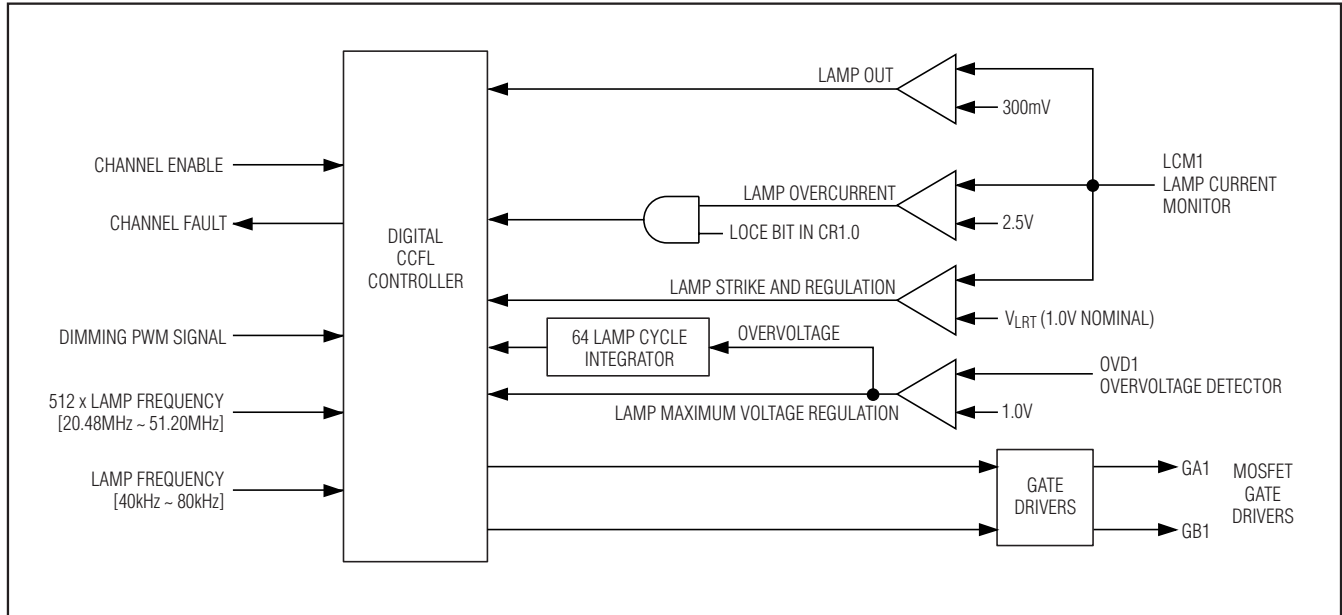 CHANNEL ENABLE
CHANNEL FAULT
DIMMING PWM SIGNAL
512 x LAMP FREQUENCY
[20.48MHz ~ 51.20MHz]
LAMP FREQUENCY
[40kHz ~ 80kHz]
DIGITAL
CCFL
CONTROLLER
LAMP OUT
300mV
LAMP OVERCURRENT
LOCE BIT IN CR1.0
2.5V
LCM1
LAMP CURRENT
MONITOR
LAMP STRIKE AND REGULATION
VLRT (1.0V NOMINAL)
64 LAMP CYCLE
INTEGRATOR
OVERVOLTAGE
LAMP MAXIMUM VOLTAGE REGULATION
1.0V
OVD1
OVERVOLTAGE DETECTOR
GATE
DRIVERS
GA1
GB1
MOSFET
GATE
DRIVERS